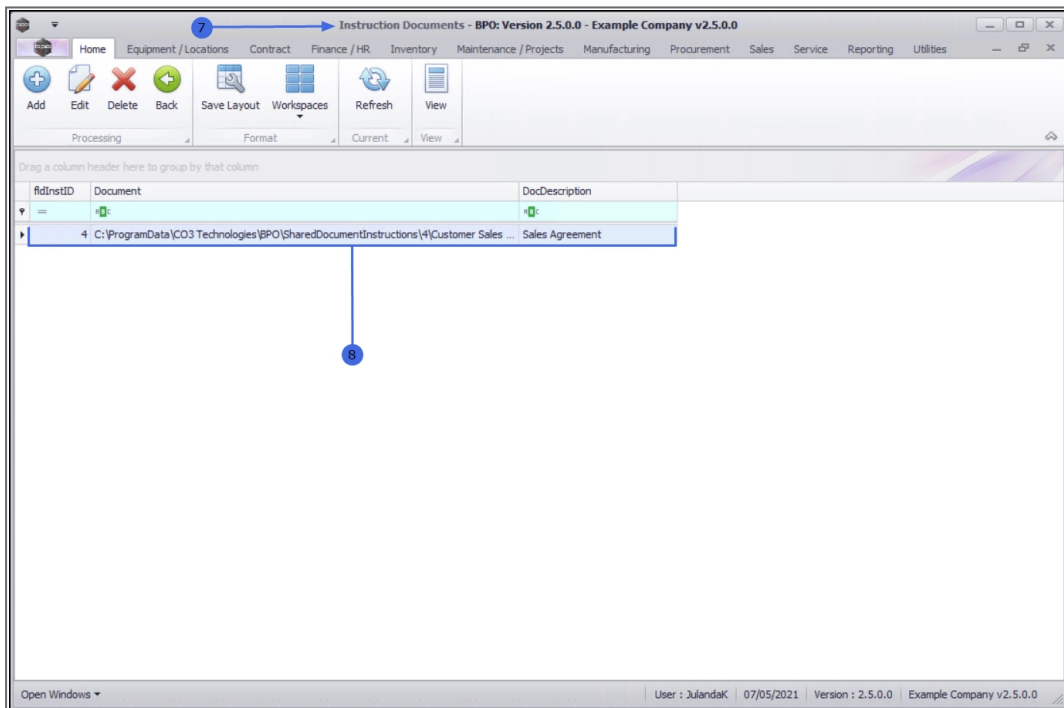 7
Instruction Documents - BPO: Version 2.5.0.0 - Example Company v2.5.0.0
Home Equipment / Locations Contract Finance / HR Inventory Maintenance / Projects Manufacturing Procurement Sales Service Reporting Utilities
Add Edit Delete Back Save Layout Workspaces Refresh View
Processing Format Current View
Drag a column header here to group by that column
fldInstID Document DocDescription
4 C:\ProgramData\CO3 Technologies\BPO\SharedDocumentInstructions\4\Customer Sales ... Sales Agreement
8
Open Windows User : JulandaK 07/05/2021 Version : 2.5.0.0 Example Company v2.5.0.0